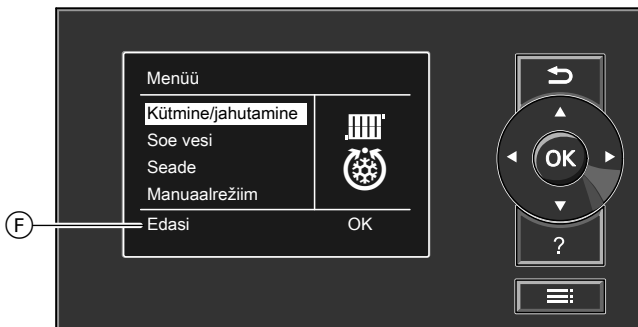 Menüü
Kütmine/jahutamine
Soe vesi
Seade
Manuaalrežiim
Edasi OK
F
OK
?